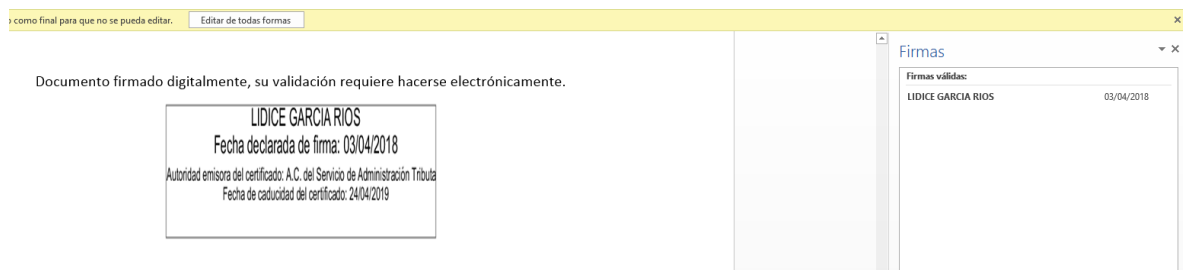 como final para que no se pueda editar. Editar de todas formas
Firmas
Firmas válidas:
LIDICE GARCIA RIOS 03/04/2018
Documento firmado digitalmente, su validación requiere hacerse electrónicamente.
LIDICE GARCIA RIOS
Fecha declarada de firma: 03/04/2018
Autoridad emisora del certificado: A.C. del Servicio de Administración Tributa
Fecha de caducidad del certificado: 24/04/2019